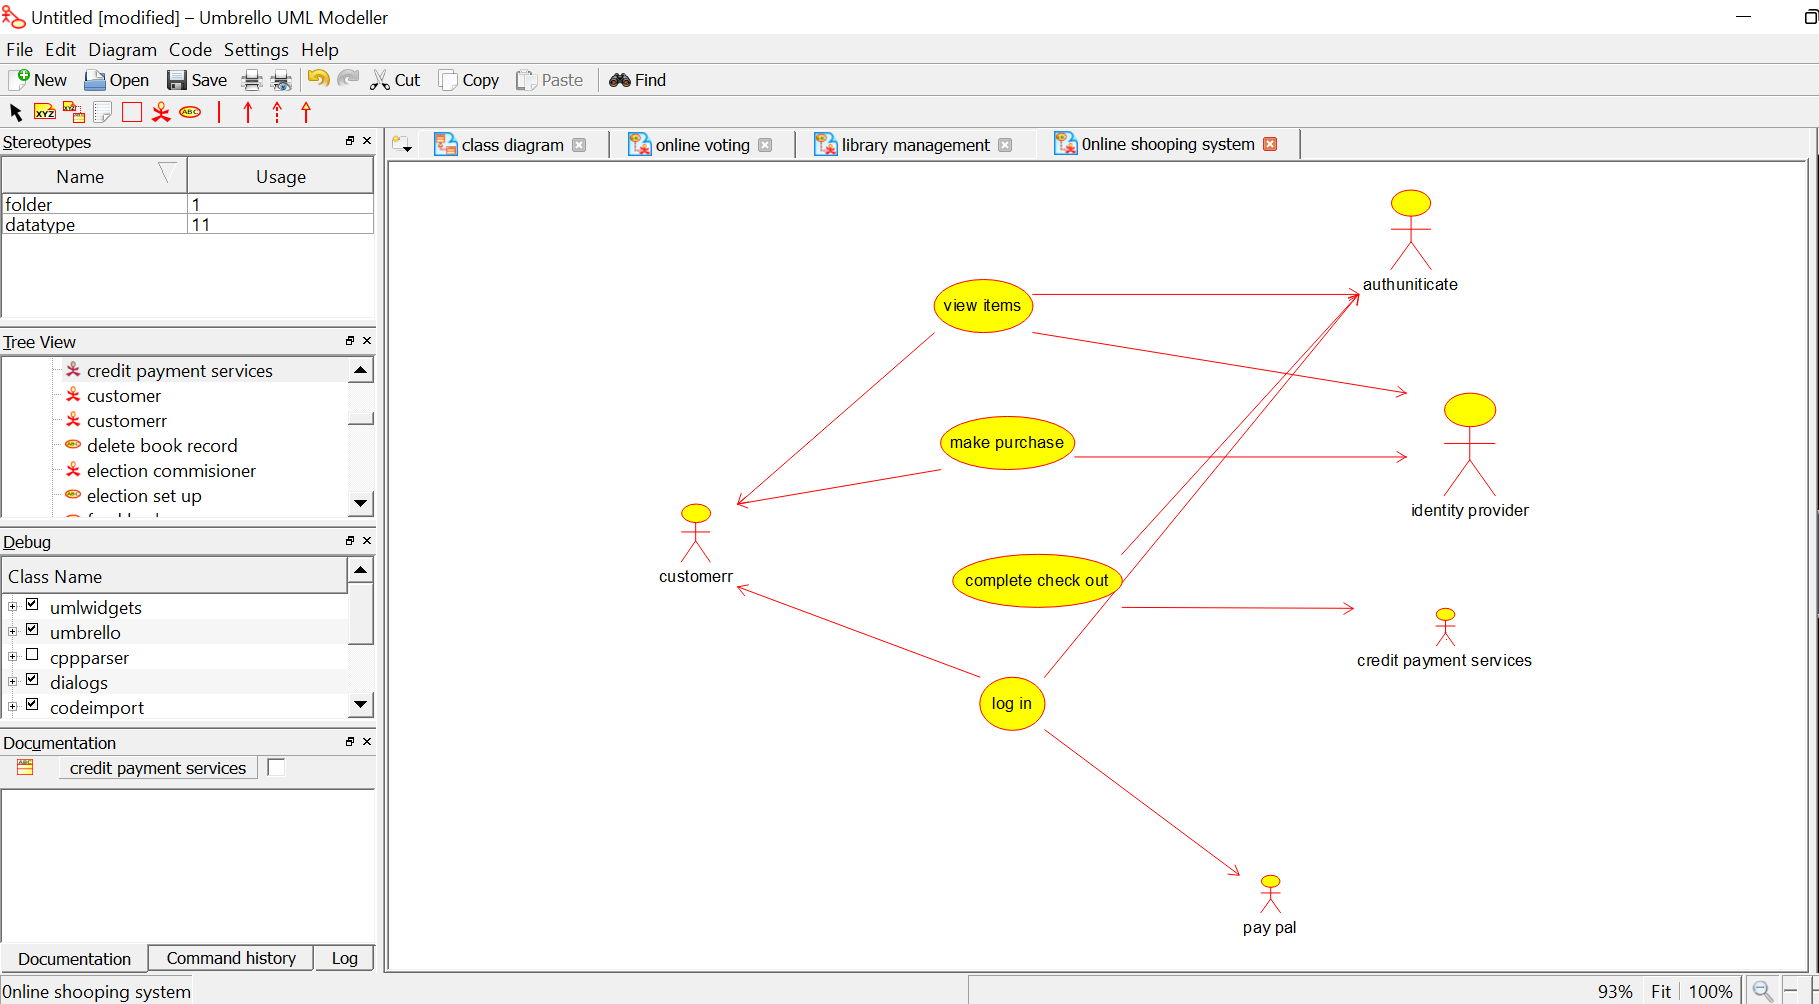 Untitled [modified] – Umbrello UML Modeller
File Edit Diagram Code Settings Help
New Open Save Cut Copy Paste Find
XYZ XYZ ABC
Stereotypes
Name Usage
folder 1
datatype 11
Tree View
credit payment services
customer
customerr
delete book record
election commisioner
election set up
Debug
Class Name
umlwidgets
umbrello
cppparser
dialogs
codeimport
Documentation
credit payment services
Documentation Command history Log
class diagram online voting library management 0nline shooping system
authuniticate
view items
identity provider
make purchase
customerr
complete check out
credit payment services
log in
pay pal
0nline shooping system 93% Fit 100%